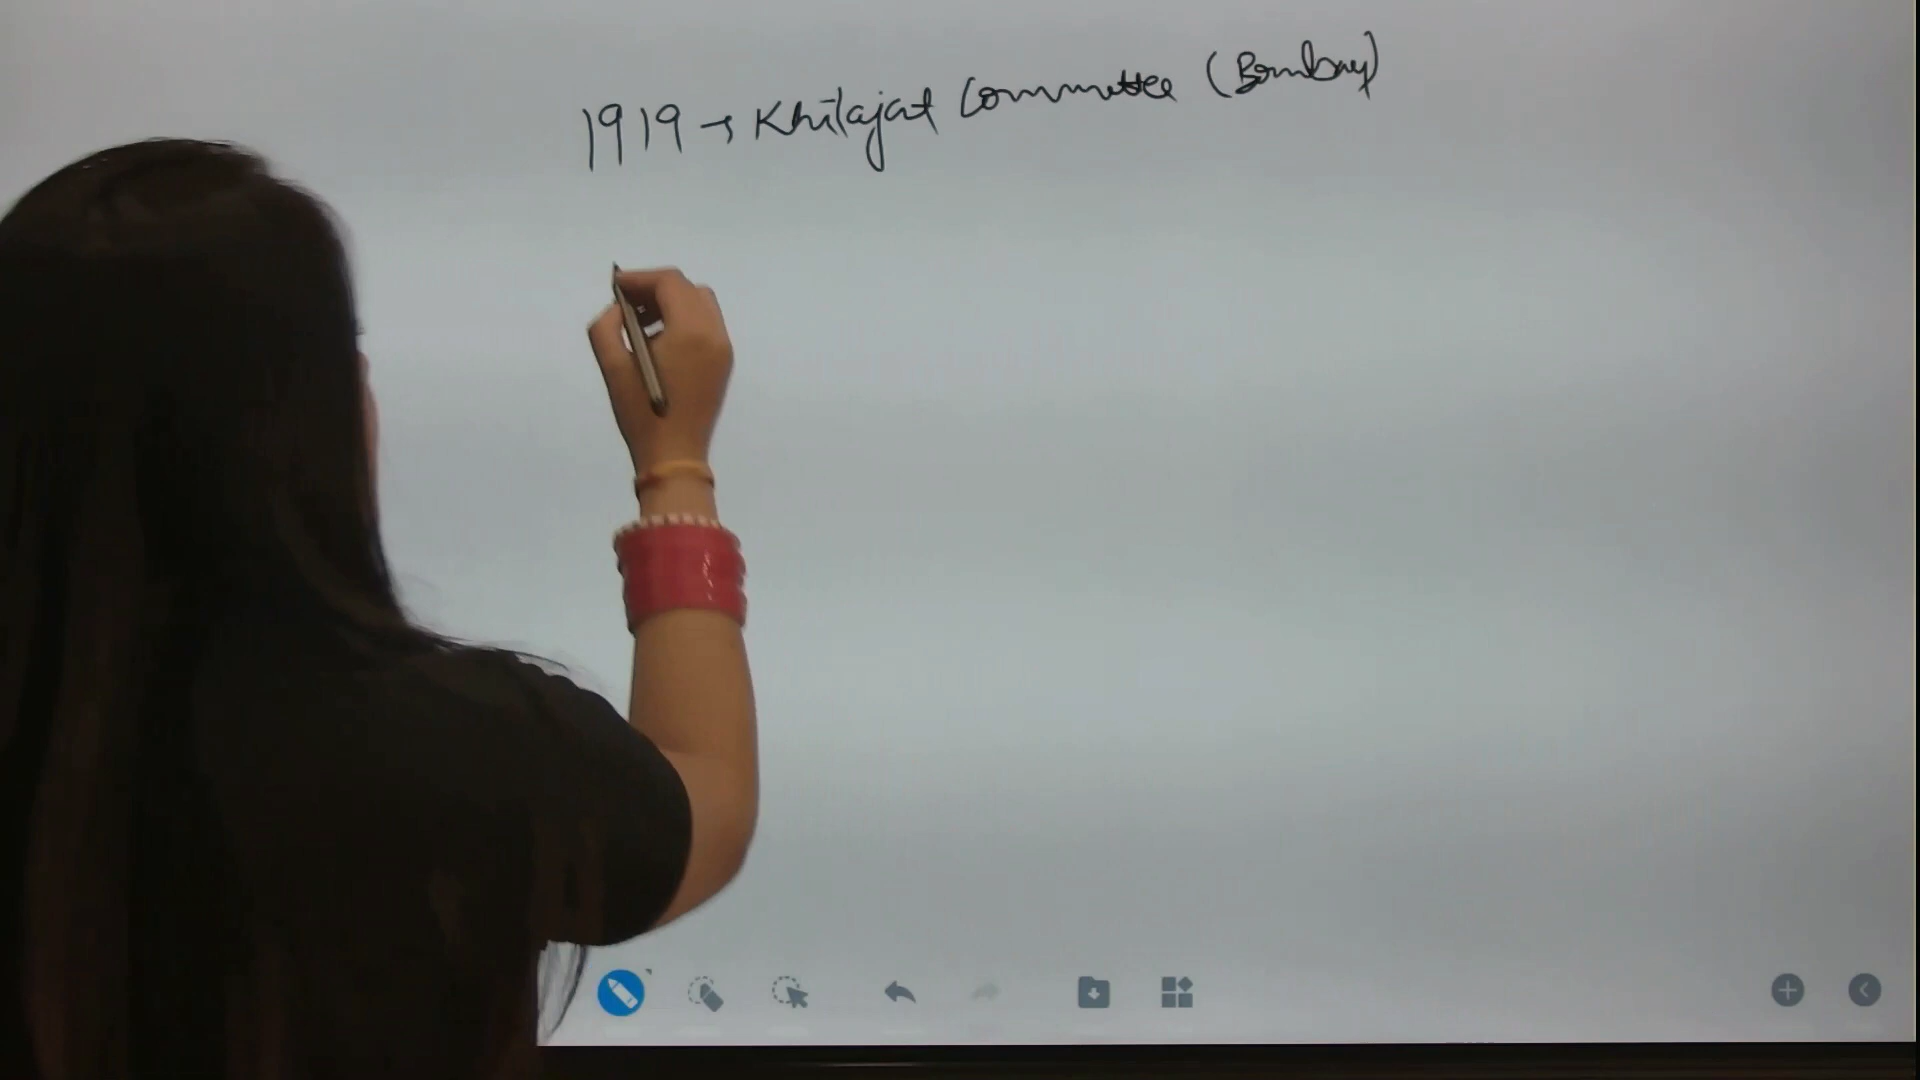 1919 → Khilafat Committee (Bombay)